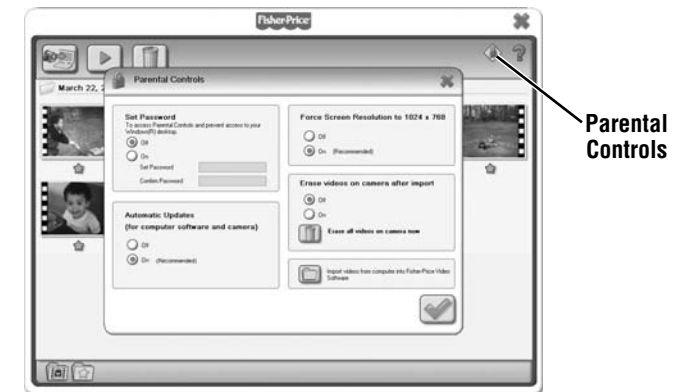 Fisher-Price
March 22, 2
Parental Controls
Set Password
To access Parental Controls and prevent access to your
Windows(R) desktop.
Off
On
Set Password
Confirm Password
Automatic Updates
(for computer software and camera)
Off
On (Recommended)
Force Screen Resolution to 1024 x 768
Off
On (Recommended)
Erase videos on camera after import
Off
On
Erase all videos on camera now
Import videos from computer into Fisher-Price Video
Software
Parental
Controls